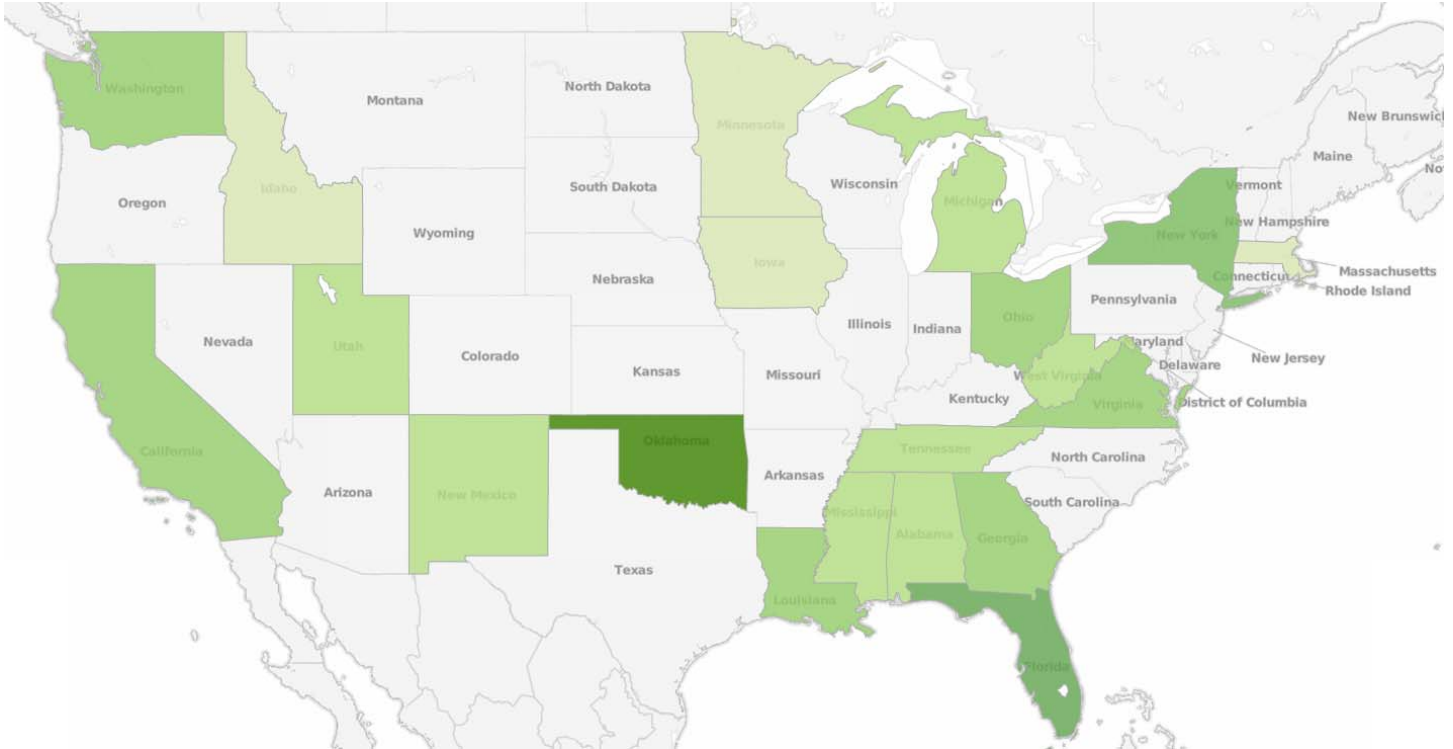 Washington
Montana
North Dakota
Minnesota
New Brunswick
Maine
Idaho
South Dakota
Wisconsin
Vermont
No
Oregon
Michigan
New Hampshire
Wyoming
New York
Iowa
Nebraska
Connecticut
Massachusetts
Rhode Island
Pennsylvania
Ohio
Illinois
Indiana
Nevada
Utah
Colorado
aryland
New Jersey
Delaware
Kansas
Missouri
West Virginia
Kentucky
Virginia
District of Columbia
California
Oklahoma
Tennessee
North Carolina
Arkansas
Arizona
New Mexico
South Carolina
Mississippi
Alabama
Georgia
Texas
Louisiana
Florida